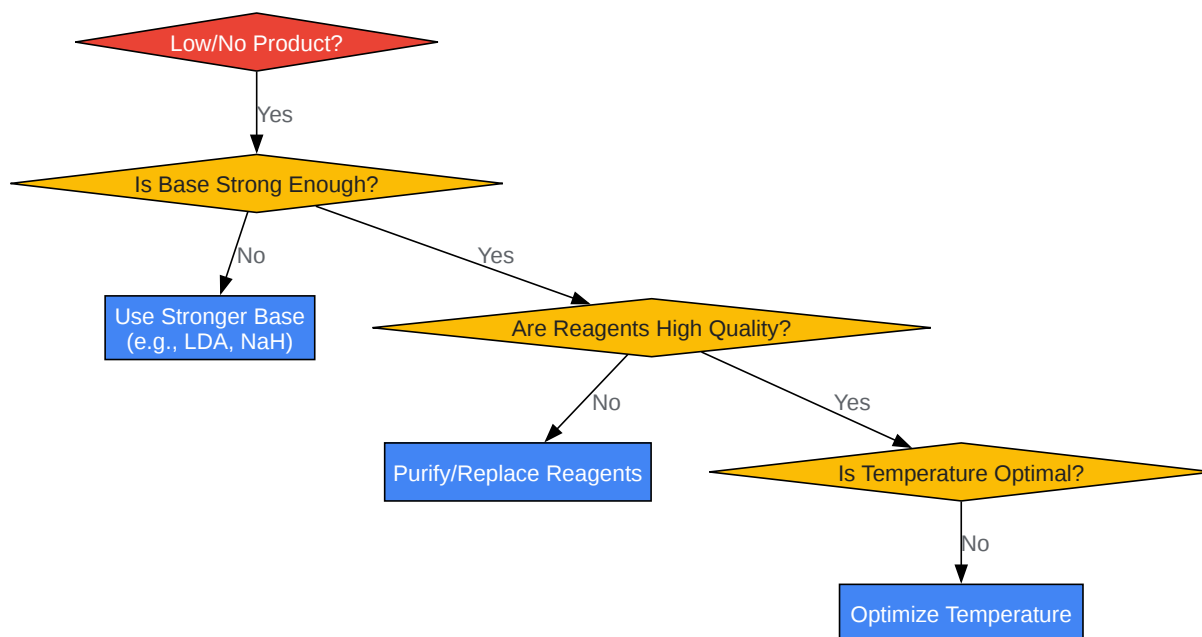 Low/No Product?
Yes
Is Base Strong Enough?
No
Yes
Use Stronger Base
(e.g., LDA, NaH)
Are Reagents High Quality?
No
Yes
Purify/Replace Reagents
Is Temperature Optimal?
No
Optimize Temperature